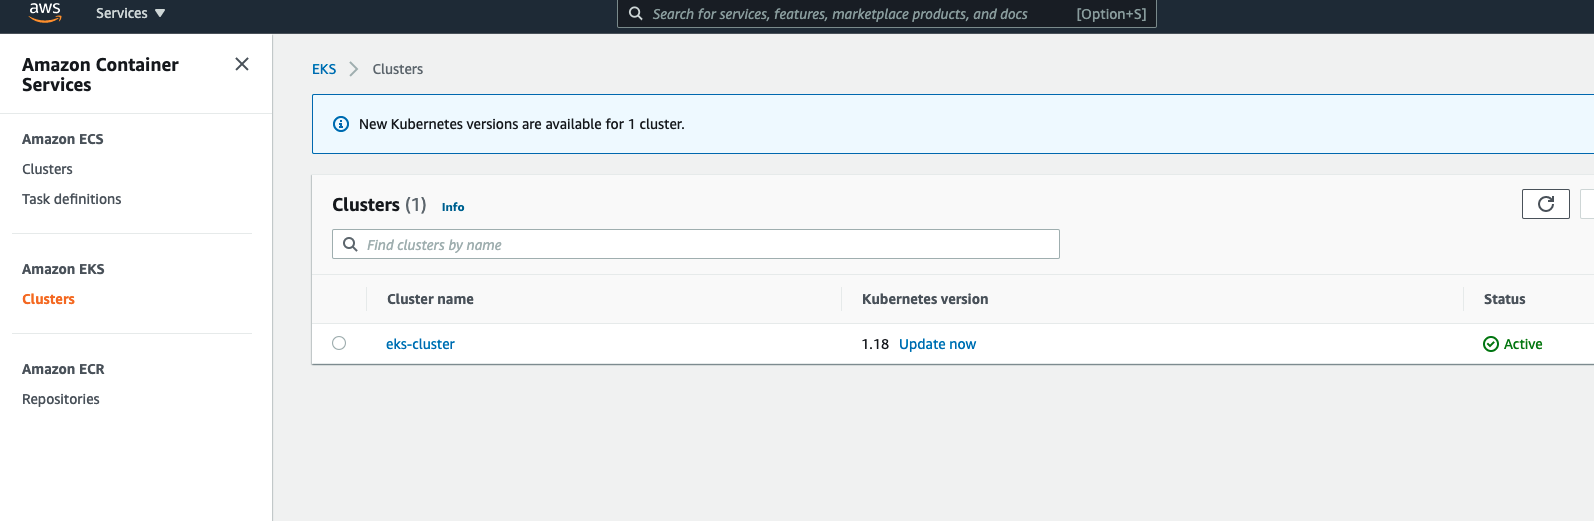 aws
Services
Search for services, features, marketplace products, and docs [Option+S]
Amazon Container
Services
Amazon ECS
Clusters
Task definitions
Amazon EKS
Clusters
Amazon ECR
Repositories
EKS Clusters
New Kubernetes versions are available for 1 cluster.
Clusters (1) Info
Find clusters by name
Cluster name Kubernetes version Status
eks-cluster 1.18 Update now Active